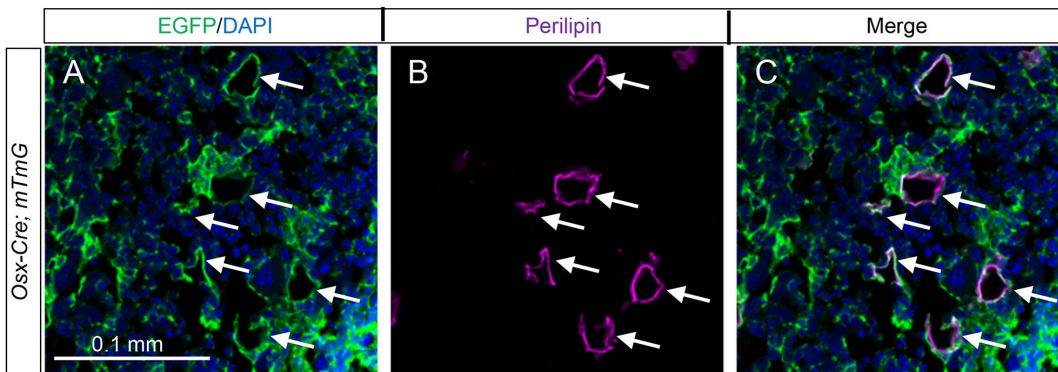 EGFP/DAPI
Perilipin
Merge
Osx-Cre; mTmG
A
B
C
0.1 mm